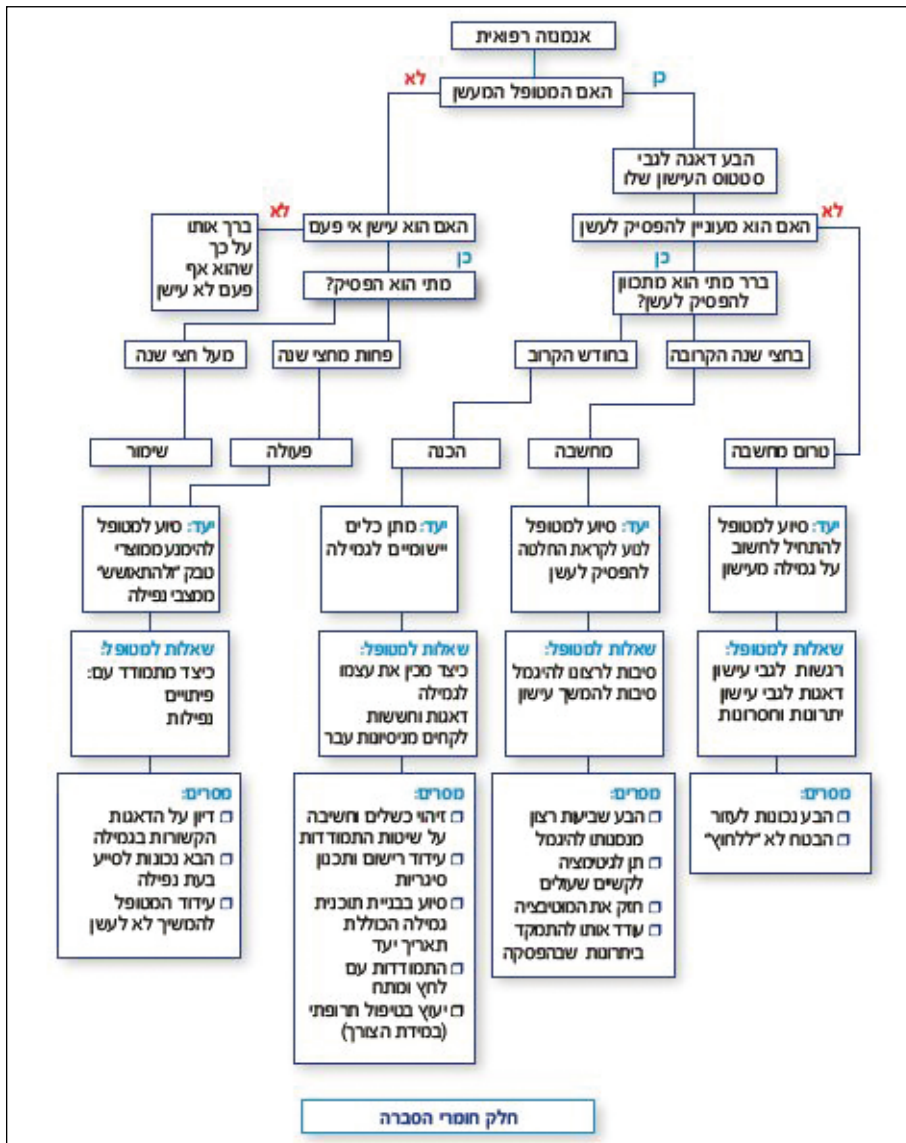 אנמנזה רפואית
כן
לא
האם המטופל המעשן
הבע דאגה לגבי
סטטוס העישון שלו
לא
האם הוא מעוניין להפסיק לעשן
לא
האם הוא עישן אי פעם
ברך אותו
על כך
שהוא אף
פעם לא עישן
כן
ברר מתי הוא מתכוון
להפסיק לעשן?
כן
מתי הוא הפסיק?
בחצי שנה הקרובה
בחודש הקרוב
פחות מחצי שנה
מעל חצי שנה
טרום מחשבה
מחשבה
הכנה
פעולה
שימור
יעד: סיוע למטופל
להתחיל לחשוב
על גמילה מעישון
יעד: סיוע למטופל
לנוע לקראת החלטה
להפסיק לעשן
יעד: מתן כלים
יישומיים לגמילה
יעד: סיוע למטופל
להימנע ממוצרי
טבק "ולהתאושש"
ממצבי נפילה
שאלות למטופל:
רגשות לגבי עישון
דאגות לגבי עישון
יתרונות וחסרונות
שאלות למטופל:
סיבות לרצונו להיגמל
סיבות להמשך עישון
שאלות למטופל:
כיצד מכין את עצמו
לגמילה
דאגות וחששות
לקחים מניסיונות עבר
שאלות למטופל:
כיצד מתמודד עם:
פיתויים
נפילות
מסרים:
❒ הבע נכונות לעזור
❒ הבטח לא "ללחוץ"
מסרים:
❒ הבע שביעות רצון
מנכונותו להיגמל
❒ תן לגיטימציה
לקשיים שעולים
❒ חזק את המוטיבציה
❒ עודד אותו להתמקד
ביתרונות שבהפסקה
מסרים:
❒ זיהוי כשלים וחשיבה
על שיטות התמודדות
❒ עידוד רישום ותכנון
סיגריות
❒ סיוע בבניית תוכנית
גמילה הכוללת
תאריך יעד
❒ התמודדות עם
לחץ ומתח
❒ יעוץ בטיפול תרופתי
(במידת הצורך)
מסרים:
❒ דיון על הדאגות
הקשורות בגמילה
❒ הבא נכונות לסייע
בעת נפילה
❒ עידוד המטופל
להמשיך לא לעשן
חלק חומרי הסברה